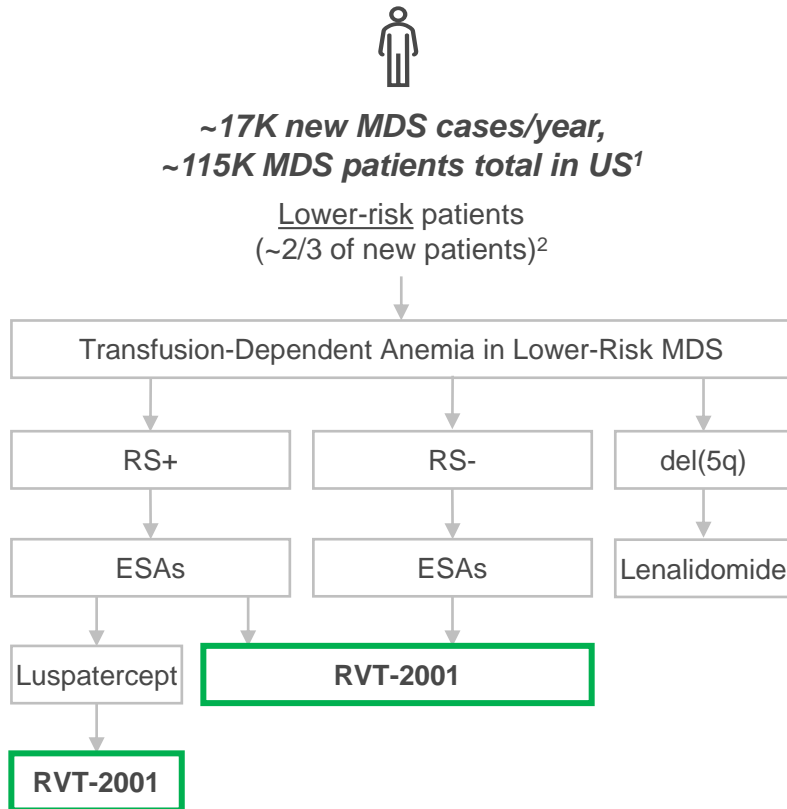 ~17K new MDS cases/year,
~115K MDS patients total in US¹
Lower-risk patients
(~2/3 of new patients)²
Transfusion-Dependent Anemia in Lower-Risk MDS
RS+
RS-
del(5q)
ESAs
ESAs
Lenalidomide
Luspatercept
RVT-2001
RVT-2001